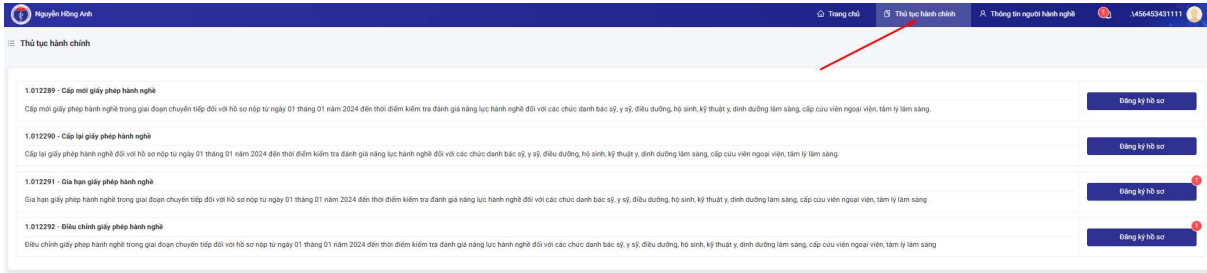 Nguyễn Hồng Anh
Trang chủ
Thủ tục hành chính
Thông tin người hành nghề
1
.\456453431111
Thủ tục hành chính
1.012289 - Cấp mới giấy phép hành nghề
Cấp mới giấy phép hành nghề trong giai đoạn chuyển tiếp đối với hồ sơ nộp từ ngày 01 tháng 01 năm 2024 đến thời điểm kiểm tra đánh giá năng lực hành nghề đối với các chức danh bác sỹ, y sỹ, điều dưỡng, hộ sinh, kỹ thuật y, dinh dưỡng lâm sàng, cấp cứu viên ngoại viện, tâm lý lâm sàng.
Đăng ký hồ sơ
1.012290 - Cấp lại giấy phép hành nghề
Cấp lại giấy phép hành nghề đối với hồ sơ nộp từ ngày 01 tháng 01 năm 2024 đến thời điểm kiểm tra đánh giá năng lực hành nghề đối với các chức danh bác sỹ, y sỹ, điều dưỡng, hộ sinh, kỹ thuật y, dinh dưỡng lâm sàng, cấp cứu viên ngoại viện, tâm lý lâm sàng.
Đăng ký hồ sơ
1.012291 - Gia hạn giấy phép hành nghề
Gia hạn giấy phép hành nghề trong giai đoạn chuyển tiếp đối với hồ sơ nộp từ ngày 01 tháng 01 năm 2024 đến thời điểm kiểm tra đánh giá năng lực hành nghề đối với các chức danh bác sỹ, y sỹ, điều dưỡng, hộ sinh, kỹ thuật y, dinh dưỡng lâm sàng, cấp cứu viên ngoại viện, tâm lý lâm sàng
Đăng ký hồ sơ
1
1.012292 - Điều chỉnh giấy phép hành nghề
Điều chỉnh giấy phép hành nghề trong giai đoạn chuyển tiếp đối với hồ sơ nộp từ ngày 01 tháng 01 năm 2024 đến thời điểm kiểm tra đánh giá năng lực hành nghề đối với các chức danh bác sỹ, y sỹ, điều dưỡng, hộ sinh, kỹ thuật y, dinh dưỡng lâm sàng, cấp cứu viên ngoại viện, tâm lý lâm sàng
Đăng ký hồ sơ
1